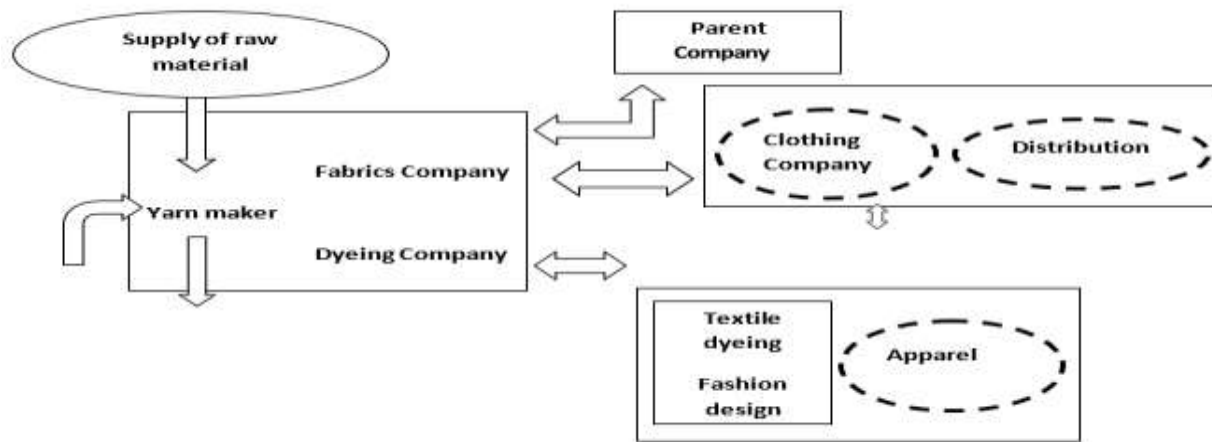 Supply of raw
material
Parent
Company
Fabrics Company
Yarn maker
Dyeing Company
Clothing
Company
Distribution
Textile
dyeing
Fashion
design
Apparel